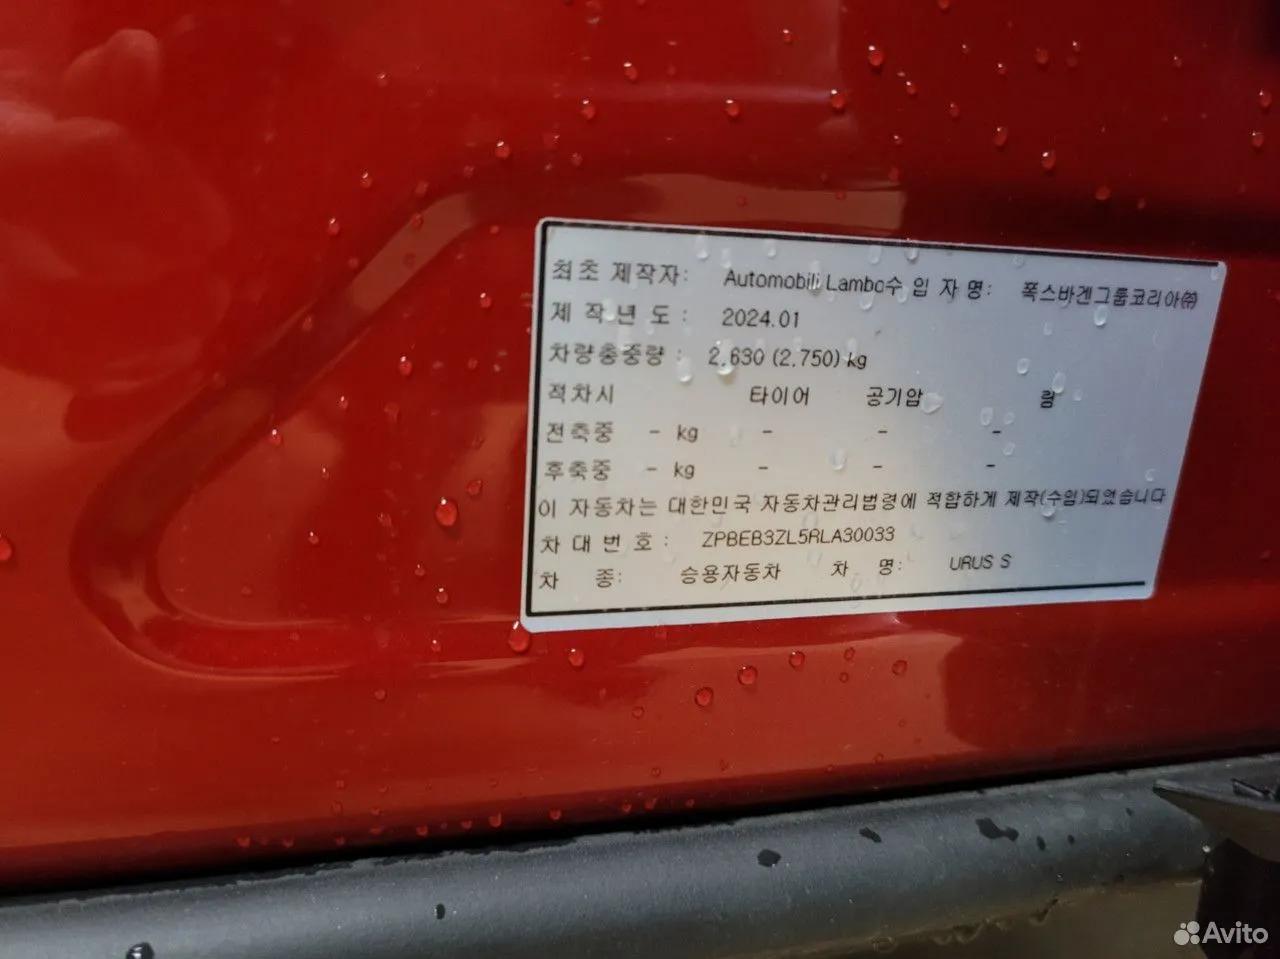 최초 제작자: Automobili Lambo수 입 자 명: 폭스바겐그룹코리아㈜
제 작 년 도 : 2024.01
차량총중량 : 2,630 (2,750) kg
적차시 타이어 공기압 량
전축중 - kg - - -
후축중 - kg - - -
이 자동차는 대한민국 자동차관리법령에 적합하게 제작(수입)되었습니다
차 대 번 호 : ZPBEB3ZL5RLA30033
차 종: 승용자동차 차 명: URUS S
Avito